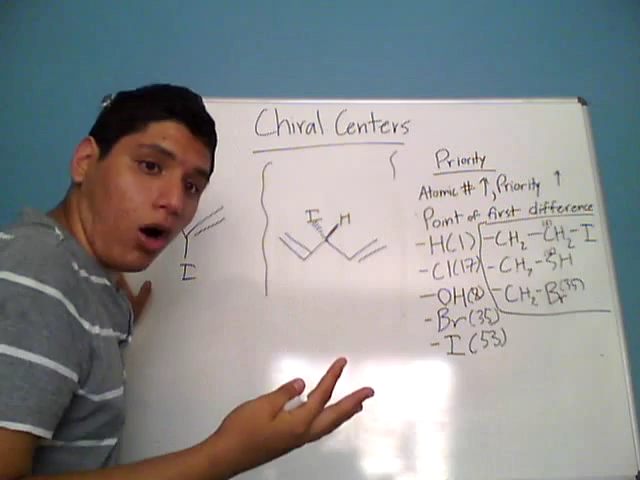 Chiral Centers
Priority
Atomic # ↑, Priority ↑
Point of first difference
-H(1)
-Cl(17)
-OH(8)
-Br(35)
-I(53)
-CH2-CH2-I
-CH2-SH
-CH2-Br(35)
I H
I